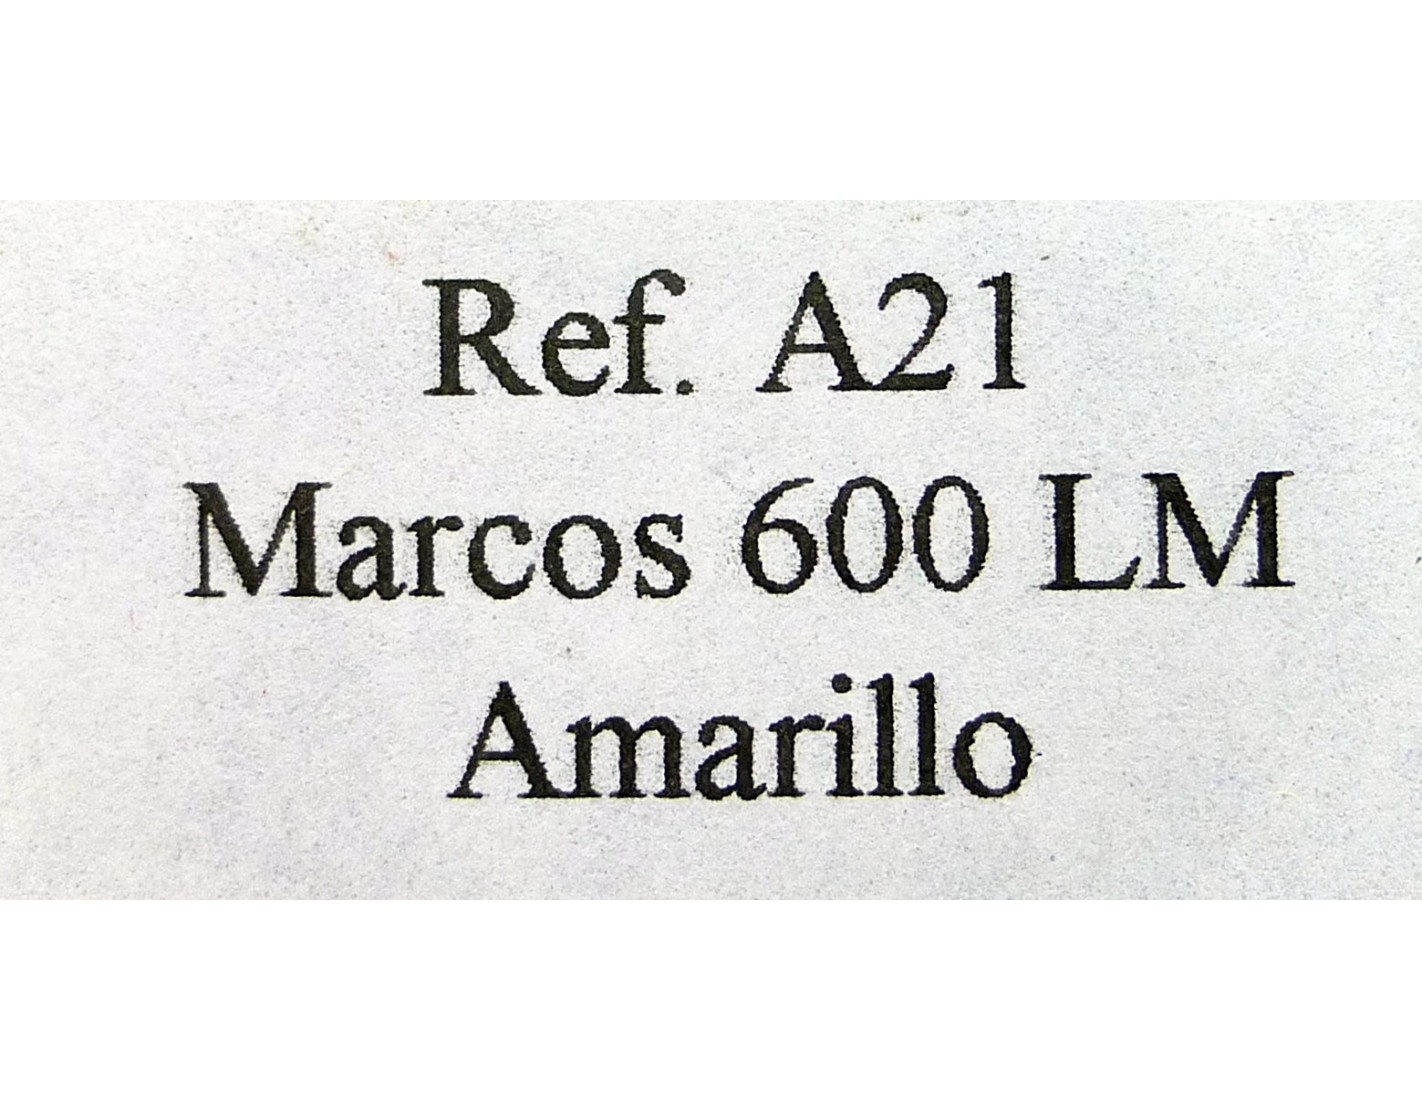 Ref. A21
Marcos 600 LM
Amarillo